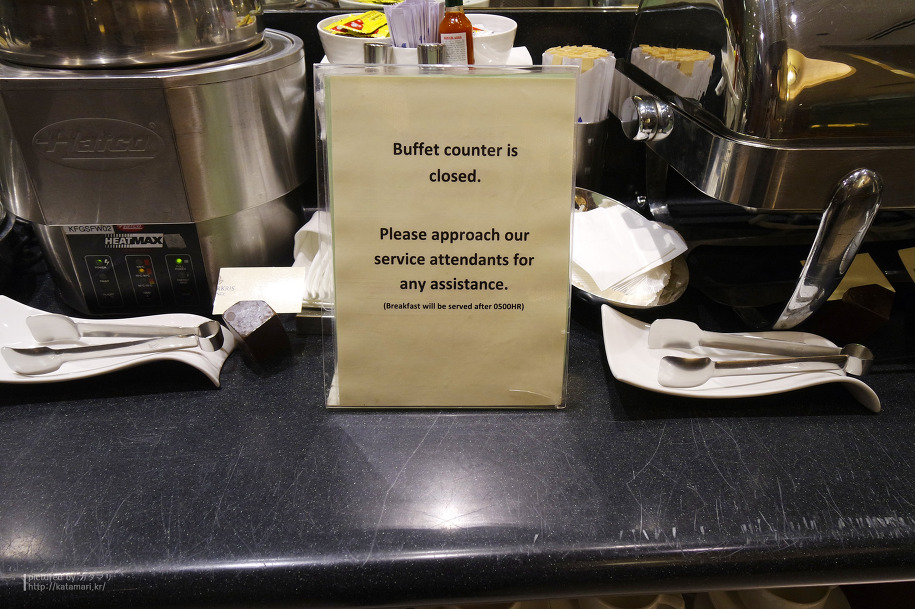 Hatco
KFGSFW02
HEATMAX
Buffet counter is
closed.
Please approach our
service attendants for
any assistance.
(Breakfast will be served after 0500HR)
http://katamari.kr/